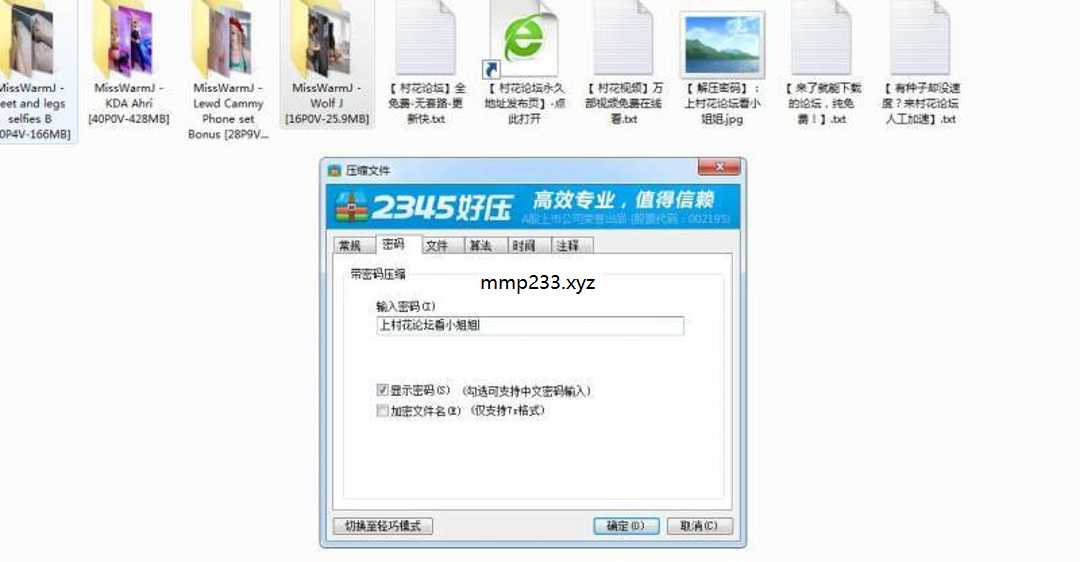 MissWarmJ -
eet and legs
selfies B
0P4V-166MB]
MissWarmJ -
KDA Ahri
[40P0V-428MB]
MissWarmJ -
Lewd Cammy
Phone set
Bonus [28P9V...
MissWarmJ -
Wolf J
[16P0V-25.9MB]
【村花论坛】全
免费-无套路-更
新快.txt
【村花论坛永久
地址发布页】-点
此打开
【村花视频】万
部视频免费在线
看.txt
【解压密码】:
上村花论坛看小
姐姐.jpg
【来了就能下载
的论坛,纯免
费!】.txt
【有种子却没速
度?来村花论坛
人工加速】.txt
压缩文件
2345好压
高效专业,值得信赖
A股上市公司荣誉出品(股票代码:002195)
常规 密码 文件 算法 时间 注释
带密码压缩
mmp233.xyz
输入密码(I)
上村花论坛看小姐姐
显示密码(S) (勾选可支持中文密码输入)
加密文件名(E) (仅支持7z格式)
切换至轻巧模式 确定(O) 取消(C)